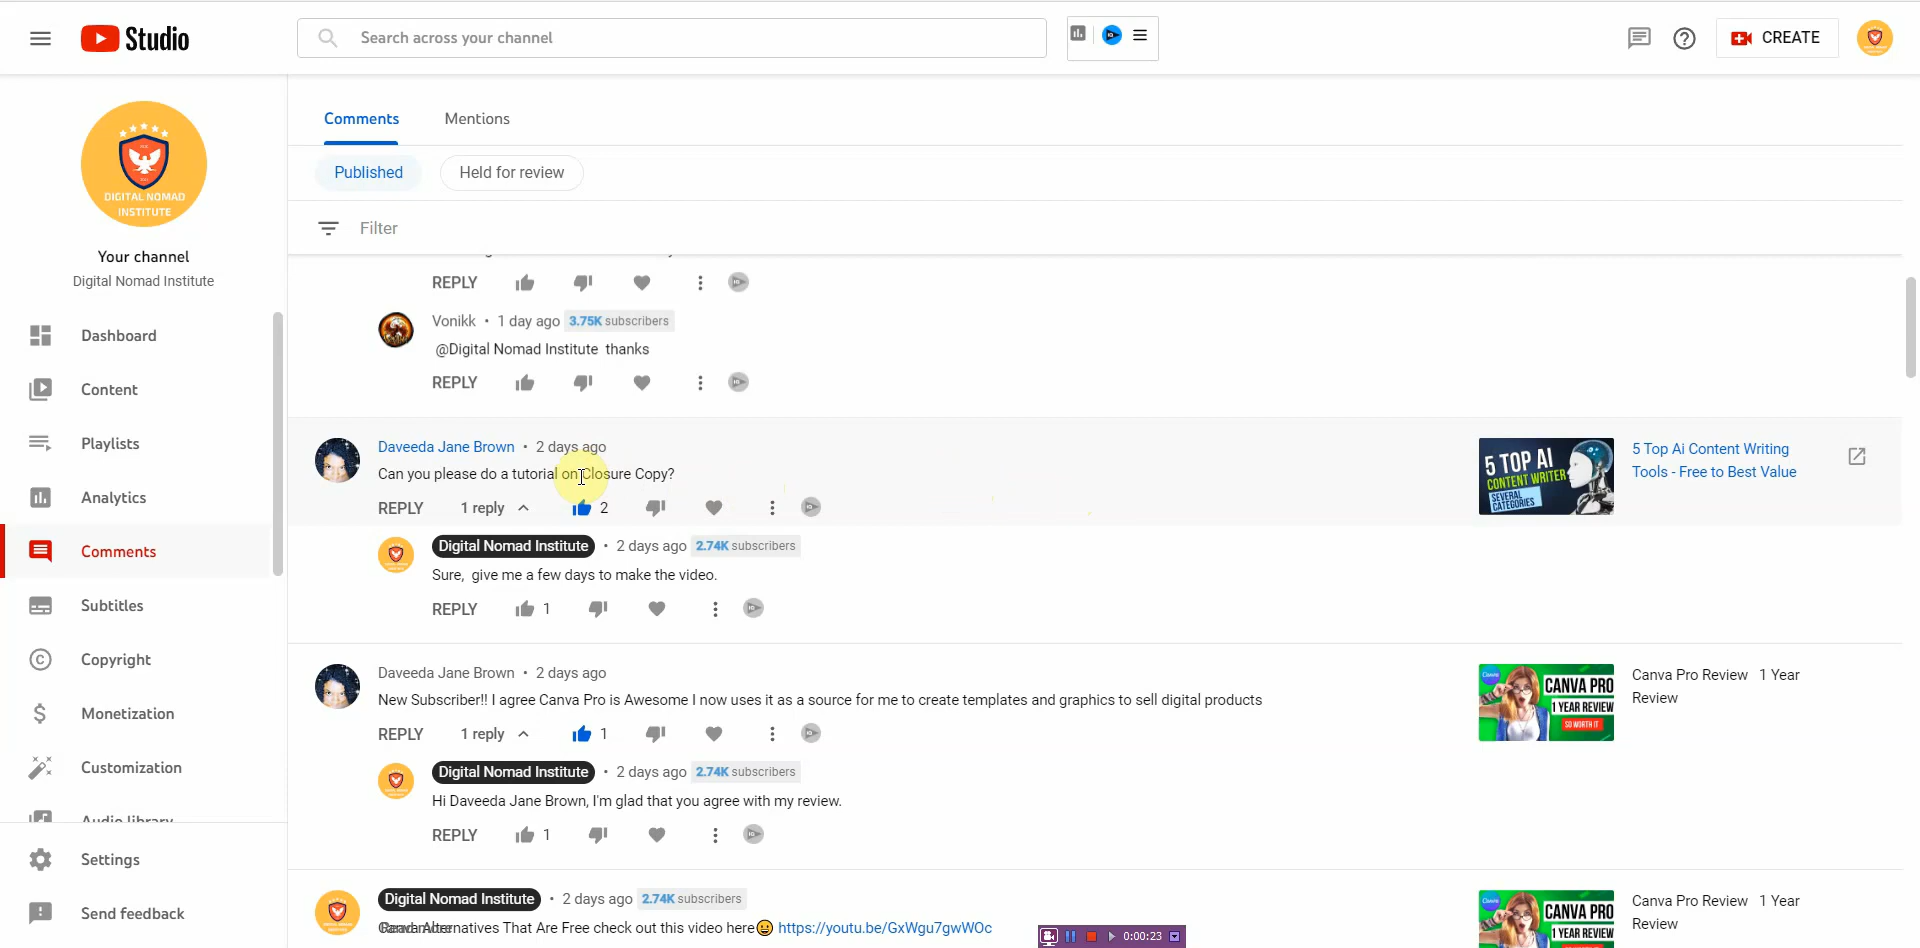 Studio
Search across your channel
CREATE
DIGITAL NOMAD
INSTITUTE
Your channel
Digital Nomad Institute
Dashboard
Content
Playlists
Analytics
Comments
Subtitles
Copyright
Monetization
Customization
Audio library
Settings
Send feedback
Comments
Mentions
Published
Held for review
Filter
REPLY
Vonikk • 1 day ago 3.75K subscribers
@Digital Nomad Institute thanks
REPLY
Daveeda Jane Brown • 2 days ago
Can you please do a tutorial on Closure Copy?
REPLY 1 reply 2
5 TOP AI
CONTENT WRITER
SEVERAL
CATEGORIES
5 Top Ai Content Writing
Tools - Free to Best Value
Digital Nomad Institute • 2 days ago 2.74K subscribers
Sure, give me a few days to make the video.
REPLY 1
Daveeda Jane Brown • 2 days ago
New Subscriber!! I agree Canva Pro is Awesome I now uses it as a source for me to create templates and graphics to sell digital products
REPLY 1 reply 1
Canva
CANVA PRO
1 YEAR REVIEW
SO WORTH IT
Canva Pro Review 1 Year
Review
Digital Nomad Institute • 2 days ago 2.74K subscribers
Hi Daveeda Jane Brown, I'm glad that you agree with my review.
REPLY 1
Digital Nomad Institute • 2 days ago 2.74K subscribers
Alternatives That Are Free check out this video here😀 https://youtu.be/GxWgu7gwWOc
CANVA PRO
1 YEAR REVIEW
Canva Pro Review 1 Year
Review
0:00:23